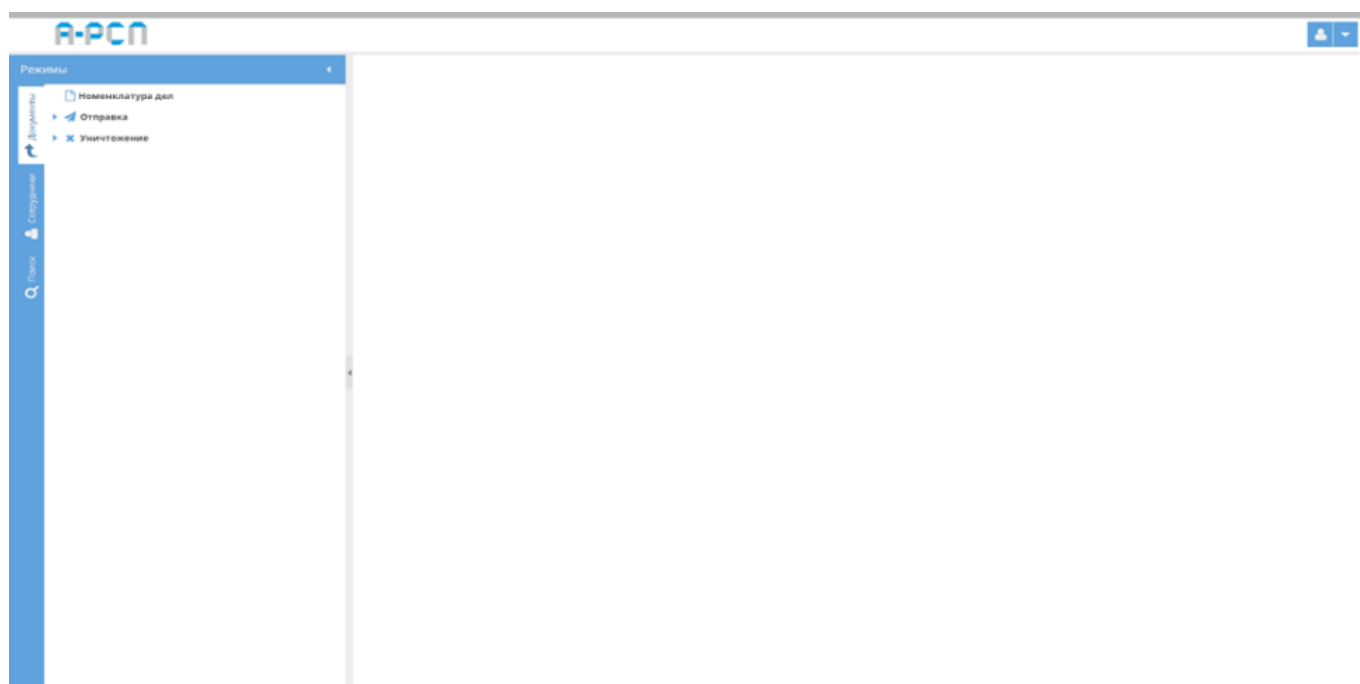 А-РСП
Режимы
Документы
Сотрудники
Поиск
Номенклатура дел
Отправка
Уничтожение